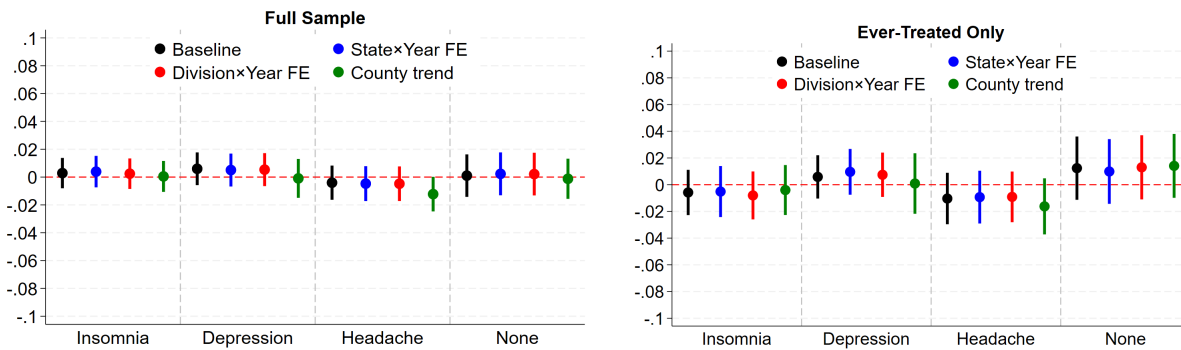 Full Sample
Baseline
State×Year FE
Division×Year FE
County trend
.1
.08
.06
.04
.02
0
-.02
-.04
-.06
-.08
-.1
Insomnia
Depression
Headache
None
Ever-Treated Only
Baseline
State×Year FE
Division×Year FE
County trend
.1
.08
.06
.04
.02
0
-.02
-.04
-.06
-.08
-.1
Insomnia
Depression
Headache
None